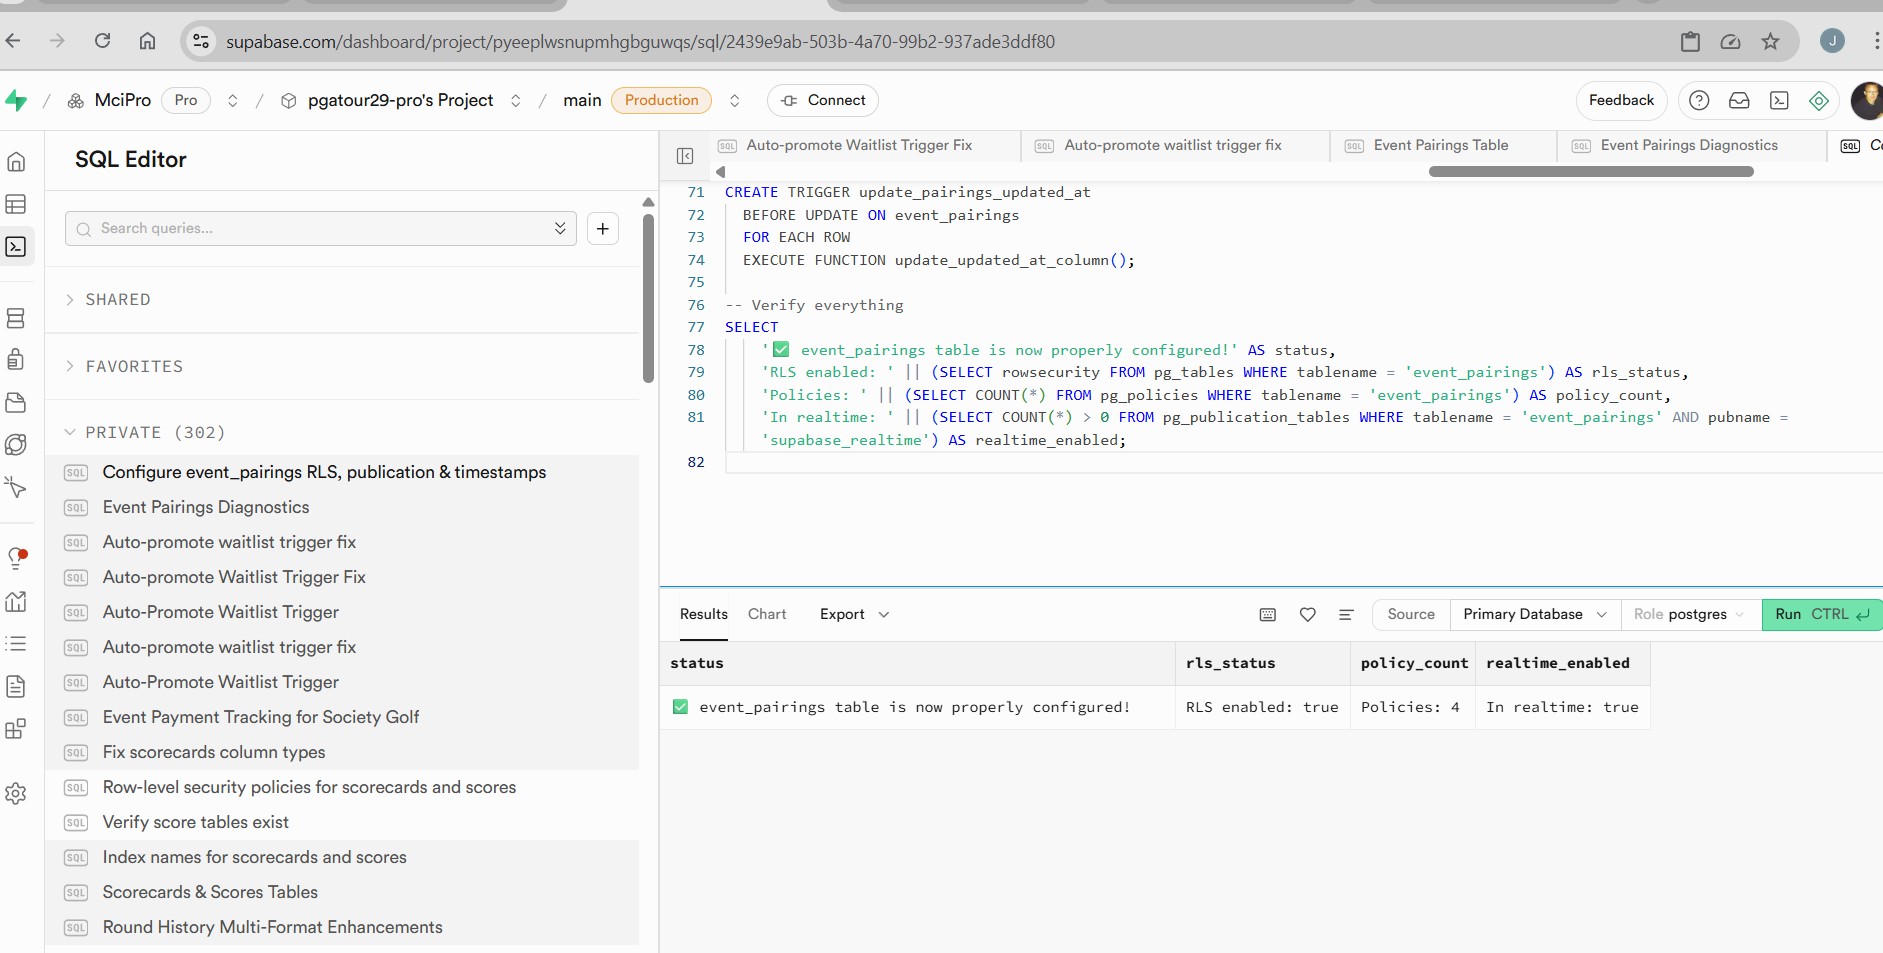 supabase.com/dashboard/project/pyeeplwsnupmhgbguwqs/sql/2439e9ab-503b-4a70-99b2-937ade3ddf80
J
/ MciPro Pro / pgatour29-pro's Project / main Production Connect
Feedback
SQL Editor
Search queries...
SHARED
FAVORITES
PRIVATE (302)
SQL Configure event_pairings RLS, publication & timestamps
SQL Event Pairings Diagnostics
SQL Auto-promote waitlist trigger fix
SQL Auto-promote Waitlist Trigger Fix
SQL Auto-Promote Waitlist Trigger
SQL Auto-promote waitlist trigger fix
SQL Auto-Promote Waitlist Trigger
SQL Event Payment Tracking for Society Golf
SQL Fix scorecards column types
SQL Row-level security policies for scorecards and scores
SQL Verify score tables exist
SQL Index names for scorecards and scores
SQL Scorecards & Scores Tables
SQL Round History Multi-Format Enhancements
SQL Auto-promote Waitlist Trigger Fix SQL Auto-promote waitlist trigger fix SQL Event Pairings Table SQL Event Pairings Diagnostics SQL
71 CREATE TRIGGER update_pairings_updated_at
72 BEFORE UPDATE ON event_pairings
73 FOR EACH ROW
74 EXECUTE FUNCTION update_updated_at_column();
75
76 -- Verify everything
77 SELECT
78 '✅ event_pairings table is now properly configured!' AS status,
79 'RLS enabled: ' || (SELECT rowsecurity FROM pg_tables WHERE tablename = 'event_pairings') AS rls_status,
80 'Policies: ' || (SELECT COUNT(*) FROM pg_policies WHERE tablename = 'event_pairings') AS policy_count,
81 'In realtime: ' || (SELECT COUNT(*) > 0 FROM pg_publication_tables WHERE tablename = 'event_pairings' AND pubname =
'supabase_realtime') AS realtime_enabled;
82
Results Chart Export Source Primary Database Role postgres Run CTRL
status rls_status policy_count realtime_enabled
✅ event_pairings table is now properly configured! RLS enabled: true Policies: 4 In realtime: true